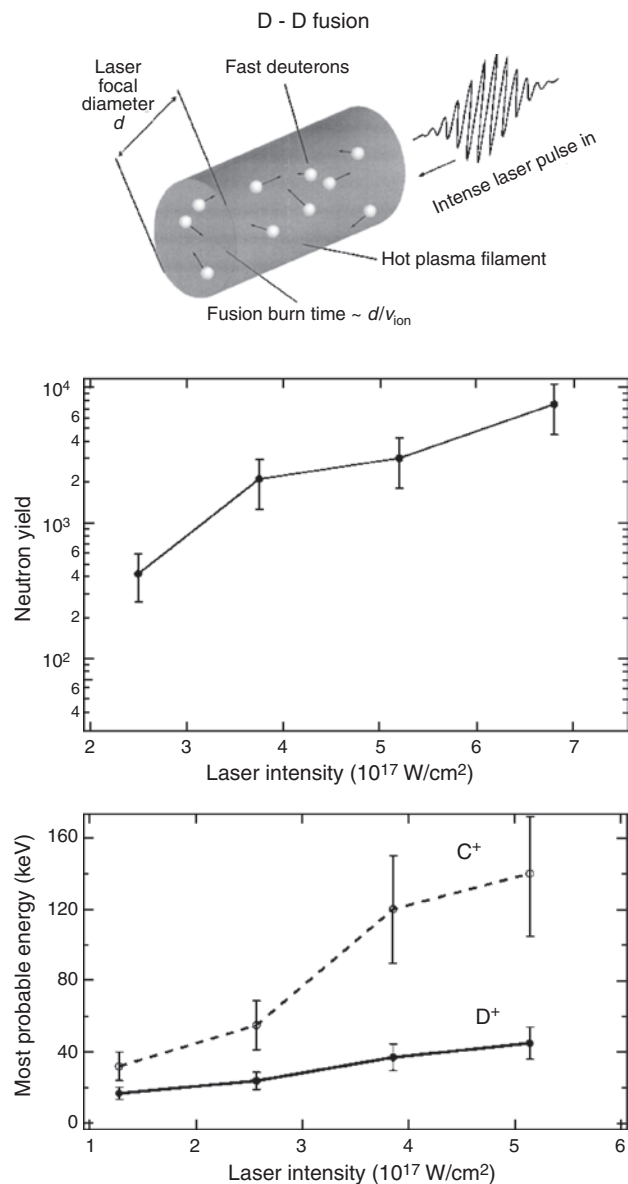 D - D fusion
Laser
focal
diameter
d
Fast deuterons
Intense laser pulse in
Hot plasma filament
Fusion burn time ~ d/v_ion
10⁴
6
4
2
10³
6
4
2
10²
6
4
Neutron yield
2 3 4 5 6 7
Laser intensity (10¹⁷ W/cm²)
160
120
80
40
0
Most probable energy (keV)
C⁺
D⁺
1 2 3 4 5 6
Laser intensity (10¹⁷ W/cm²)